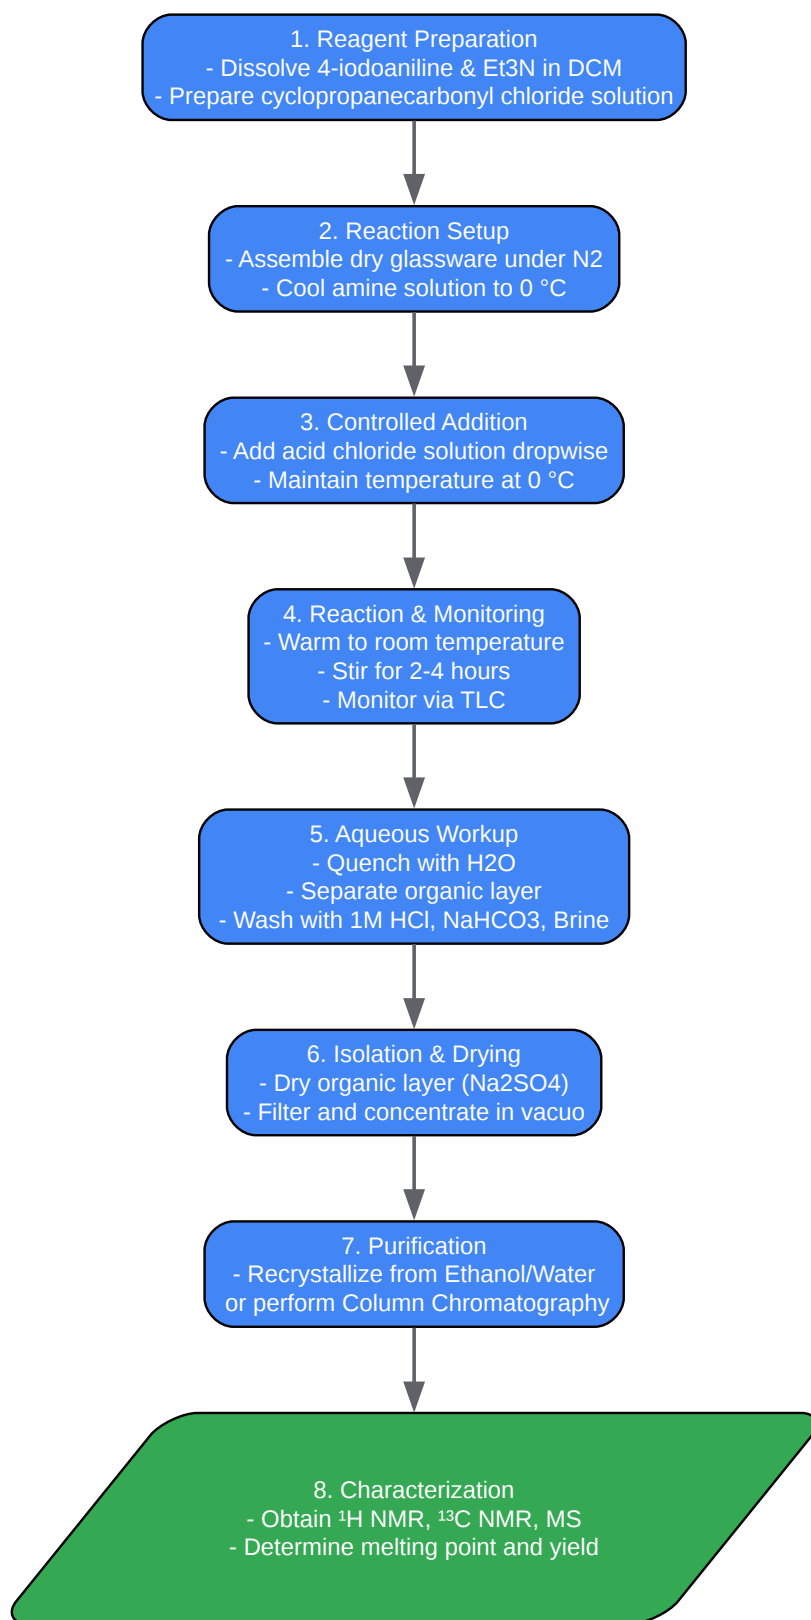 1. Reagent Preparation
- Dissolve 4-iodoaniline & Et3N in DCM
- Prepare cyclopropanecarbonyl chloride solution
2. Reaction Setup
- Assemble dry glassware under N2
- Cool amine solution to 0 °C
3. Controlled Addition
- Add acid chloride solution dropwise
- Maintain temperature at 0 °C
4. Reaction & Monitoring
- Warm to room temperature
- Stir for 2-4 hours
- Monitor via TLC
5. Aqueous Workup
- Quench with H2O
- Separate organic layer
- Wash with 1M HCl, NaHCO3, Brine
6. Isolation & Drying
- Dry organic layer (Na2SO4)
- Filter and concentrate in vacuo
7. Purification
- Recrystallize from Ethanol/Water
or perform Column Chromatography
8. Characterization
- Obtain ¹H NMR, ¹³C NMR, MS
- Determine melting point and yield